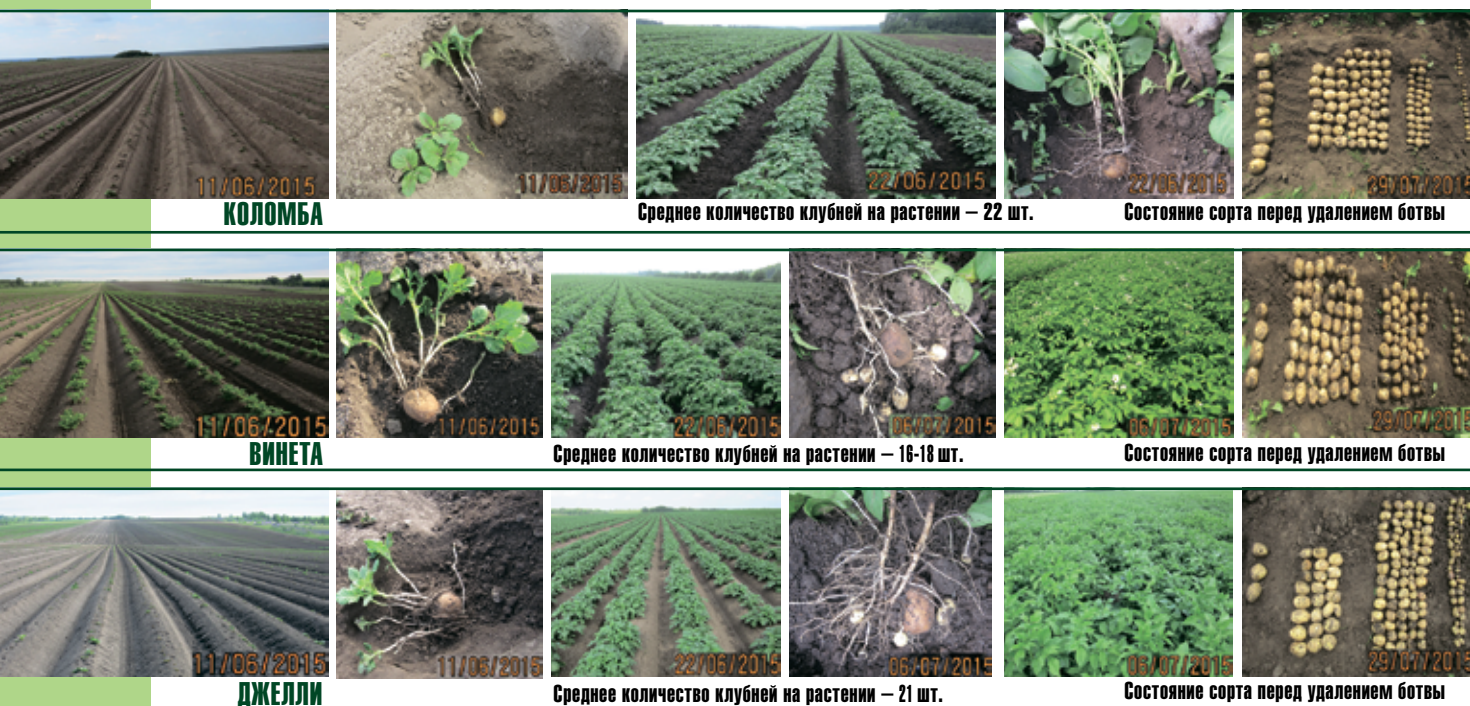 11/06/2015
11/06/2015
22/06/2015
22/06/2015
29/07/2015
КОЛОМБА
Среднее количество клубней на растении – 22 шт.
Состояние сорта перед удалением ботвы
11/06/2015
11/06/2015
22/06/2015
06/07/2015
06/07/2015
29/07/2015
ВИНЕТА
Среднее количество клубней на растении – 16-18 шт.
Состояние сорта перед удалением ботвы
11/06/2015
11/06/2015
22/06/2015
06/07/2015
06/07/2015
29/07/2015
ДЖЕЛЛИ
Среднее количество клубней на растении – 21 шт.
Состояние сорта перед удалением ботвы